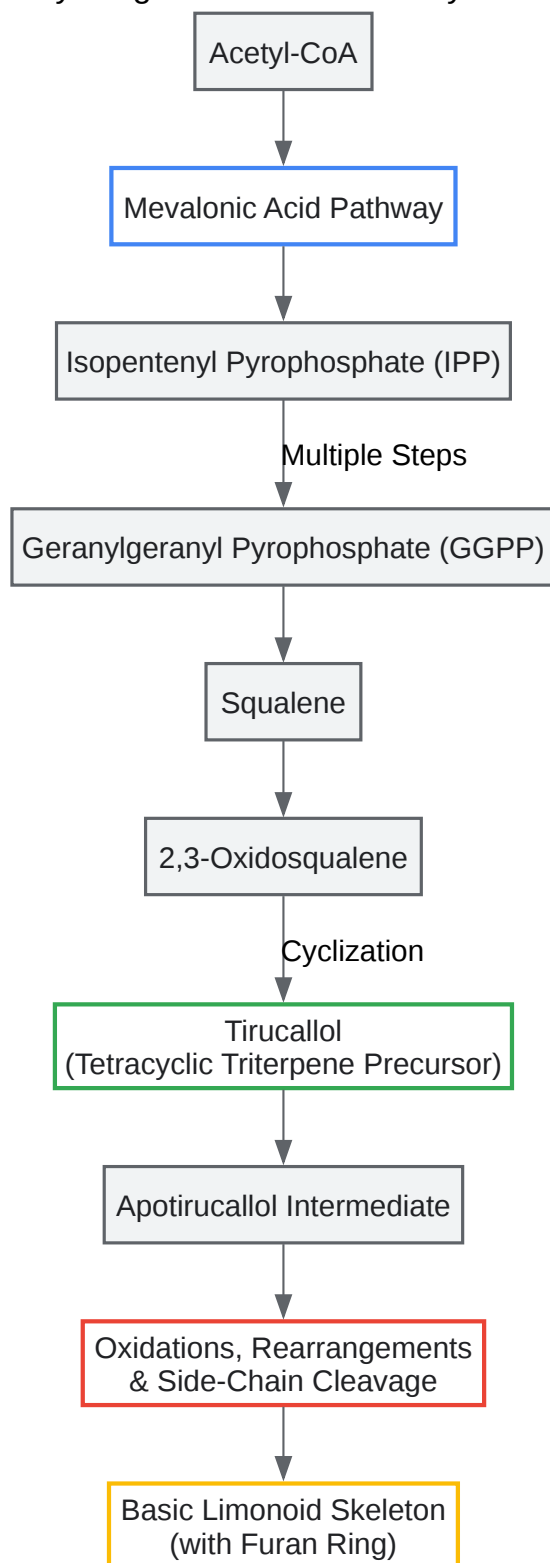 Acetyl-CoA
Mevalonic Acid Pathway
Isopentenyl Pyrophosphate (IPP)
Multiple Steps
Geranylgeranyl Pyrophosphate (GGPP)
Squalene
2,3-Oxidosqualene
Cyclization
Tirucallol
(Tetracyclic Triterpene Precursor)
Apotirucallol Intermediate
Oxidations, Rearrangements
& Side-Chain Cleavage
Basic Limonoid Skeleton
(with Furan Ring)